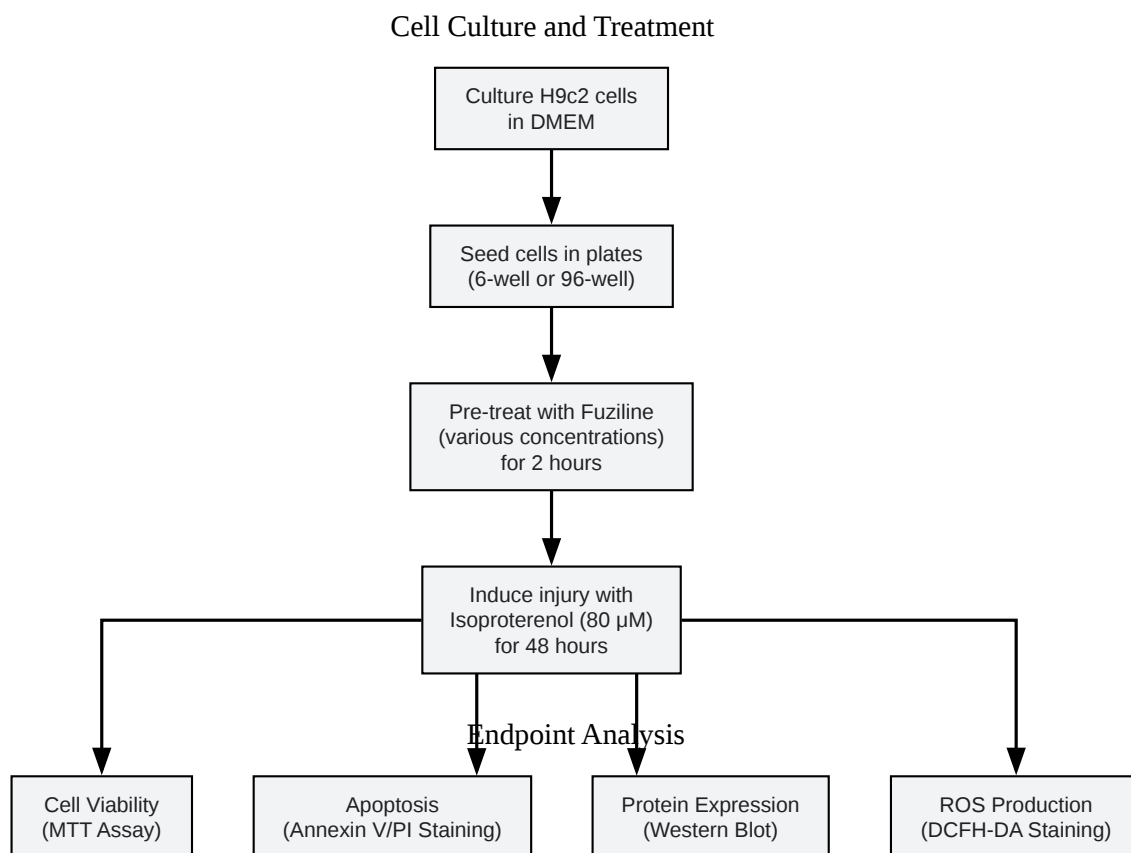 Cell Culture and Treatment
Culture H9c2 cells
in DMEM
Seed cells in plates
(6-well or 96-well)
Pre-treat with Fuziline
(various concentrations)
for 2 hours
Induce injury with
Isoproterenol (80 μM)
for 48 hours
Endpoint Analysis
Cell Viability
(MTT Assay)
Apoptosis
(Annexin V/PI Staining)
Protein Expression
(Western Blot)
ROS Production
(DCFH-DA Staining)